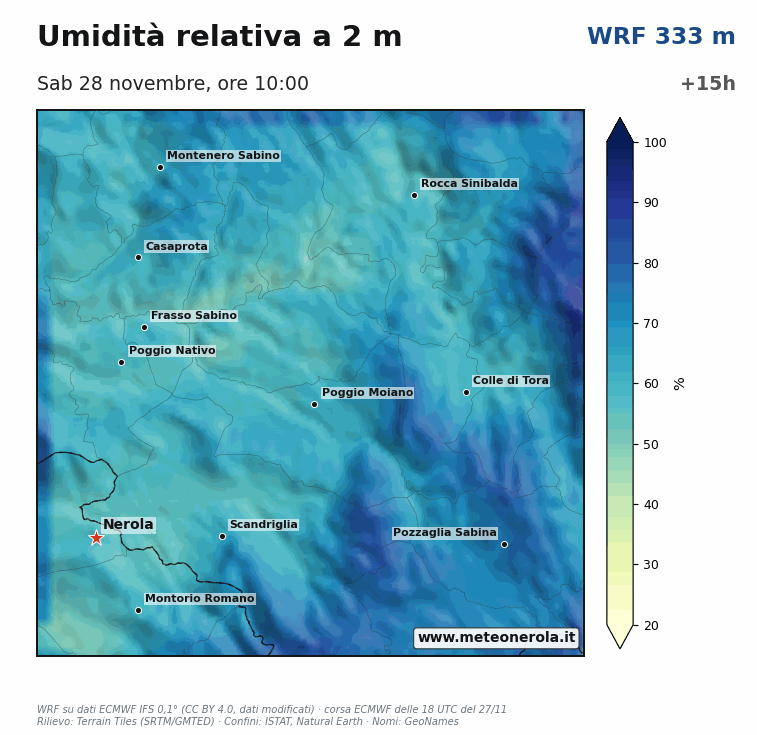 Umidità relativa a 2 m
WRF 333 m
Sab 28 novembre, ore 10:00
+15h
Montenero Sabino
Rocca Sinibalda
Casaprota
Frasso Sabino
Poggio Nativo
Poggio Moiano
Colle di Tora
Nerola
Scandriglia
Pozzaglia Sabina
Montorio Romano
www.meteonerola.it
100
90
80
70
60
50
40
30
20
%
WRF su dati ECMWF IFS 0,1° (CC BY 4.0, dati modificati) · corsa ECMWF delle 18 UTC del 27/11
Rilievo: Terrain Tiles (SRTM/GMTED) · Confini: ISTAT, Natural Earth · Nomi: GeoNames